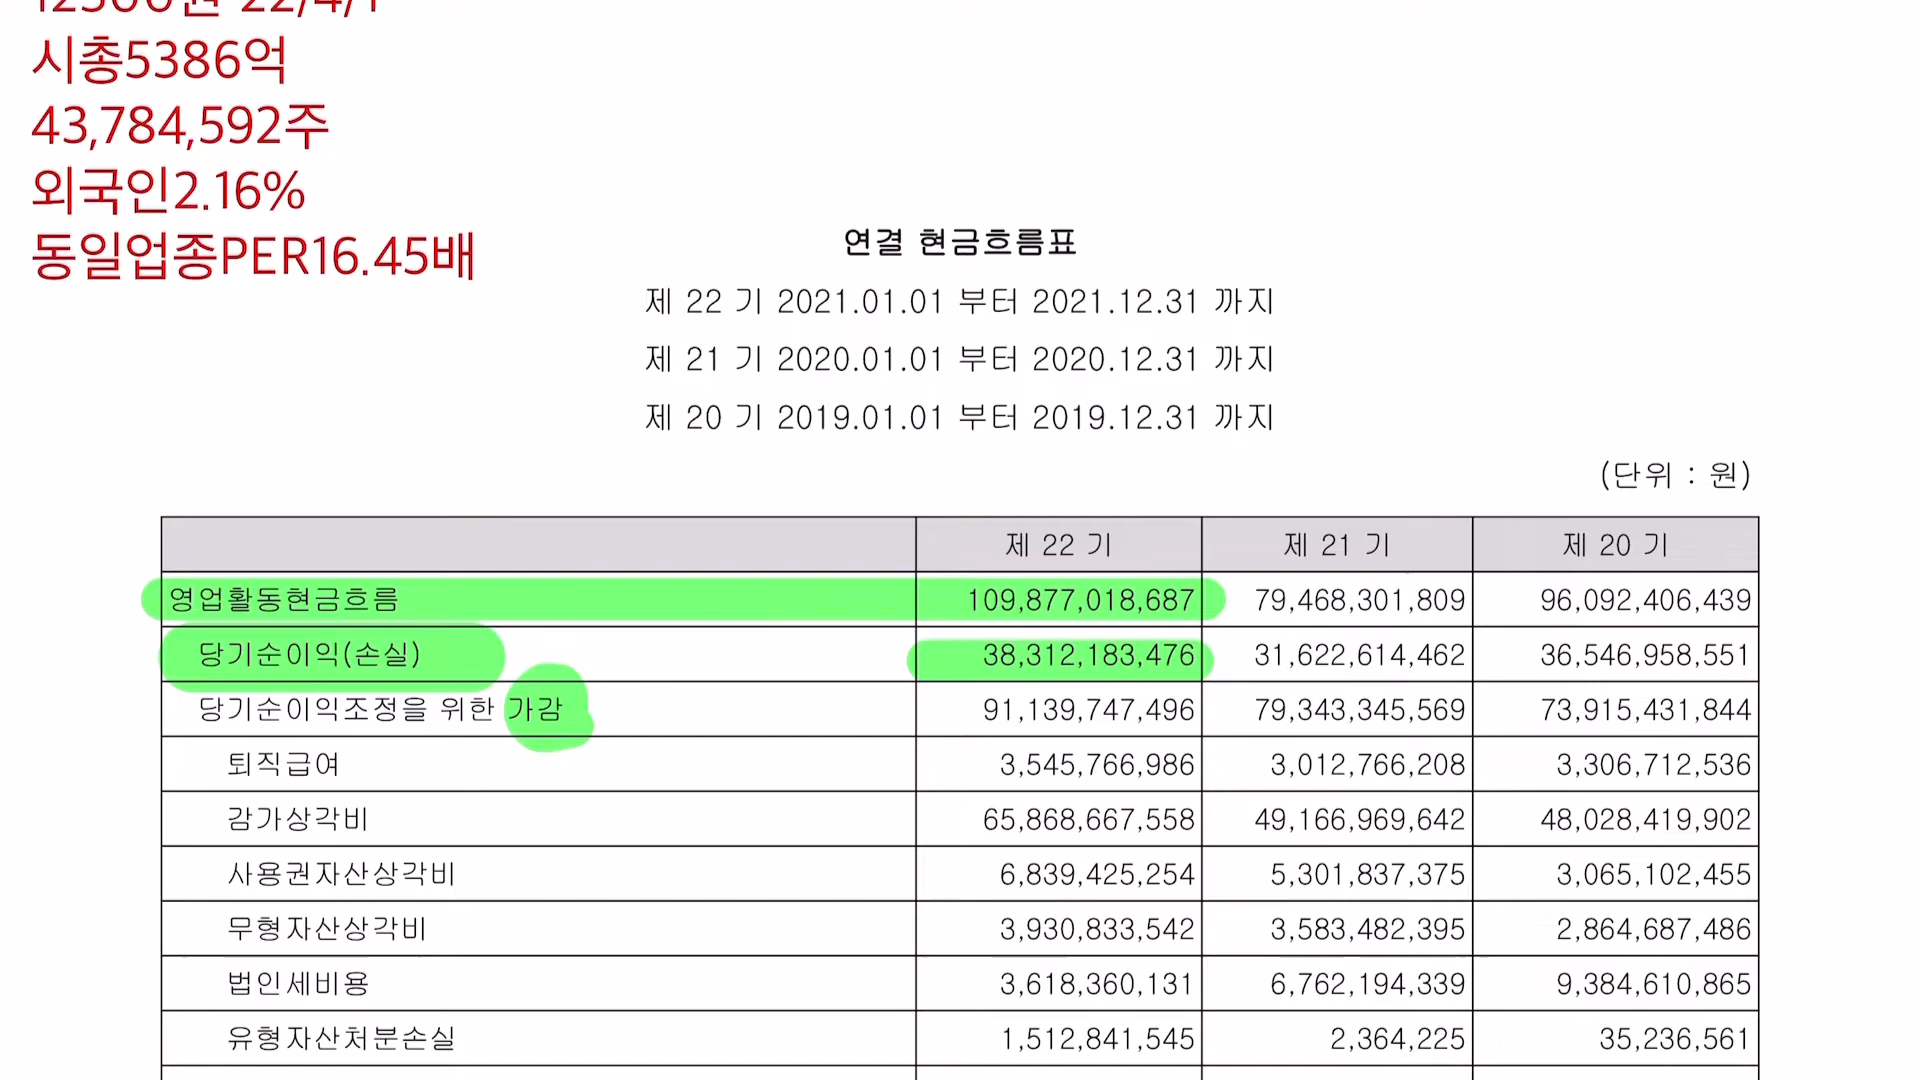 시총5386억
43,784,592주
외국인2.16%
동일업종PER16.45배
연결 현금흐름표
제 22 기 2021.01.01 부터 2021.12.31 까지
제 21 기 2020.01.01 부터 2020.12.31 까지
제 20 기 2019.01.01 부터 2019.12.31 까지
(단위 : 원)
제 22 기 제 21 기 제 20 기
영업활동현금흐름 109,877,018,687 79,468,301,809 96,092,406,439
당기순이익(손실) 38,312,183,476 31,622,614,462 36,546,958,551
당기순이익조정을 위한 가감 91,139,747,496 79,343,345,569 73,915,431,844
퇴직급여 3,545,766,986 3,012,766,208 3,306,712,536
감가상각비 65,868,667,558 49,166,969,642 48,028,419,902
사용권자산상각비 6,839,425,254 5,301,837,375 3,065,102,455
무형자산상각비 3,930,833,542 3,583,482,395 2,864,687,486
법인세비용 3,618,360,131 6,762,194,339 9,384,610,865
유형자산처분손실 1,512,841,545 2,364,225 35,236,561